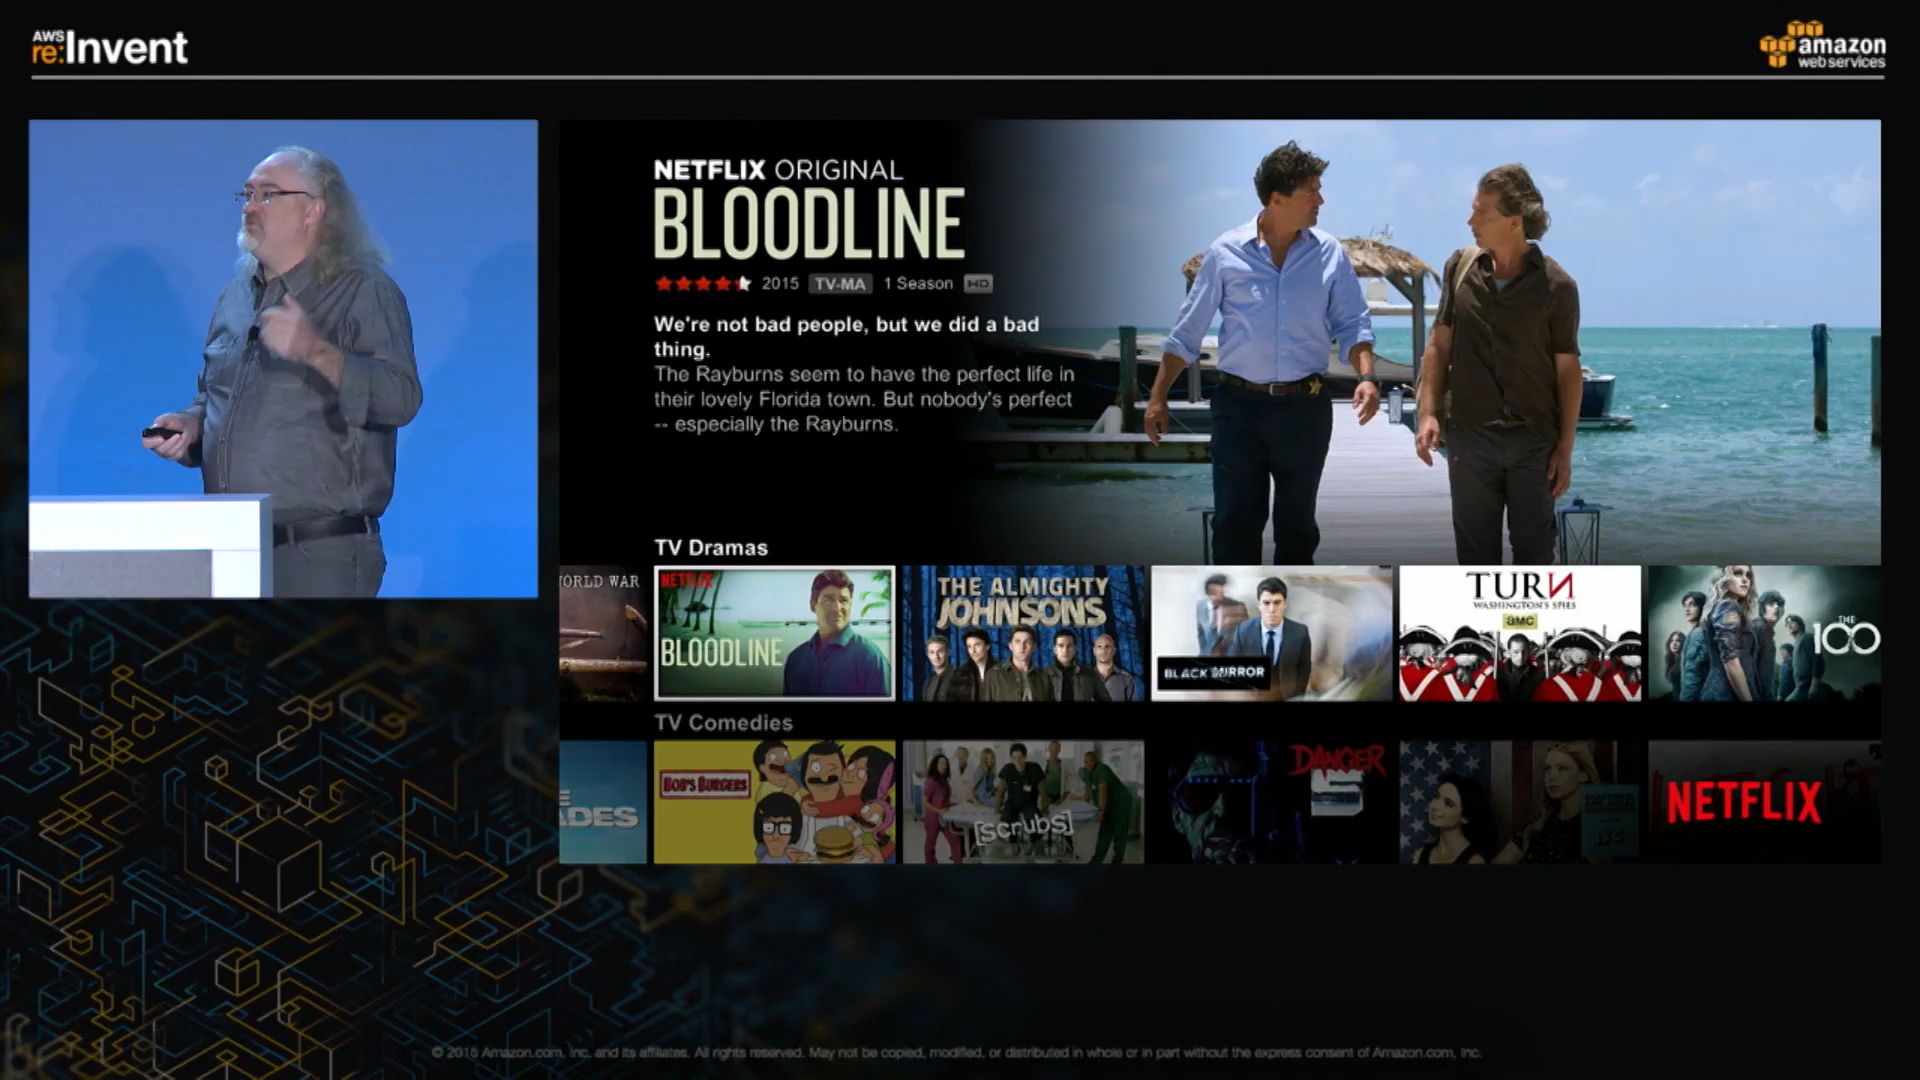 AWS
re:Invent
amazon
web services
NETFLIX ORIGINAL
BLOODLINE
2015 TV-MA 1 Season HD
We're not bad people, but we did a bad
thing.
The Rayburns seem to have the perfect life in
their lovely Florida town. But nobody's perfect
-- especially the Rayburns.
TV Dramas
ORLD WAR
NETFLIX
BLOODLINE
THE ALMIGHTY
JOHNSONS
BLACK MIRROR
TURИ
WASHINGTON'S SPIES
amc
THE
100
TV Comedies
ADES
BOB'S BURGERS
[scrubs]
DANGER
5
NETFLIX
© 2015 Amazon.com, Inc. and its affiliates. All rights reserved. May not be copied, modified, or distributed in whole or in part without the express consent of Amazon.com, Inc.